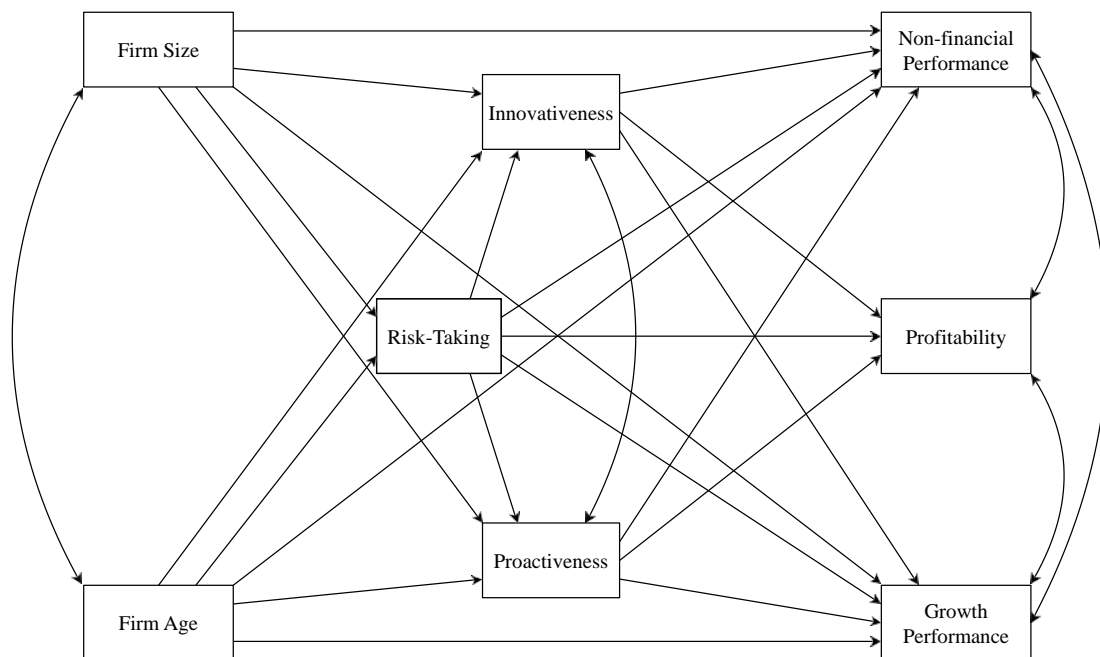 Firm Size
Non-financial
Performance
Innovativeness
Risk-Taking
Profitability
Proactiveness
Firm Age
Growth
Performance